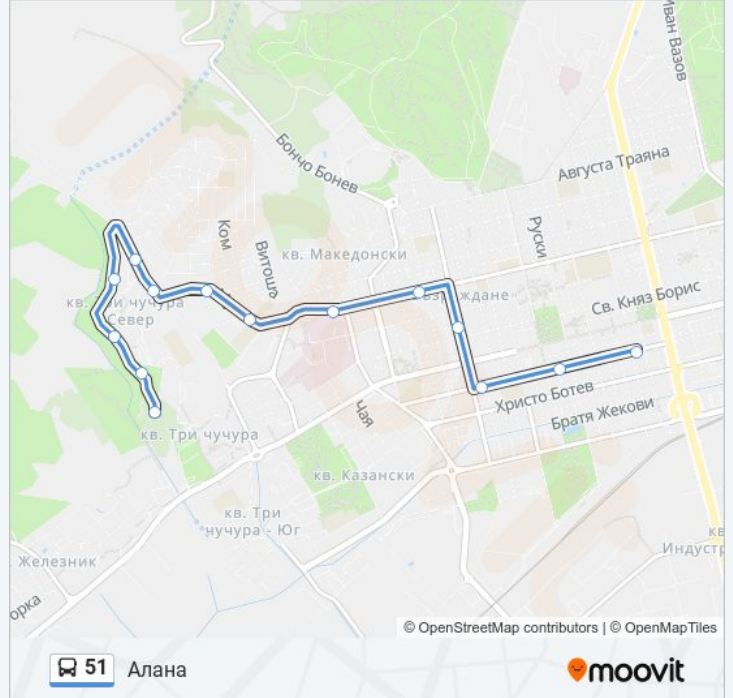 Иван Вазов
Бончо Бонев
Августа Траяна
Руски
Ком
Витоша
кв. Македонски
Възраждане
Св. Княз Борис
кв. Три чучура
Север
Христо Ботев
Братя Жекови
Чая
кв. Три чучура
кв. Казански
кв. Три
чучура - Юг
Железник
орка
кв
Индустр
© OpenStreetMap contributors | © OpenMapTiles
51 Алана
moovit